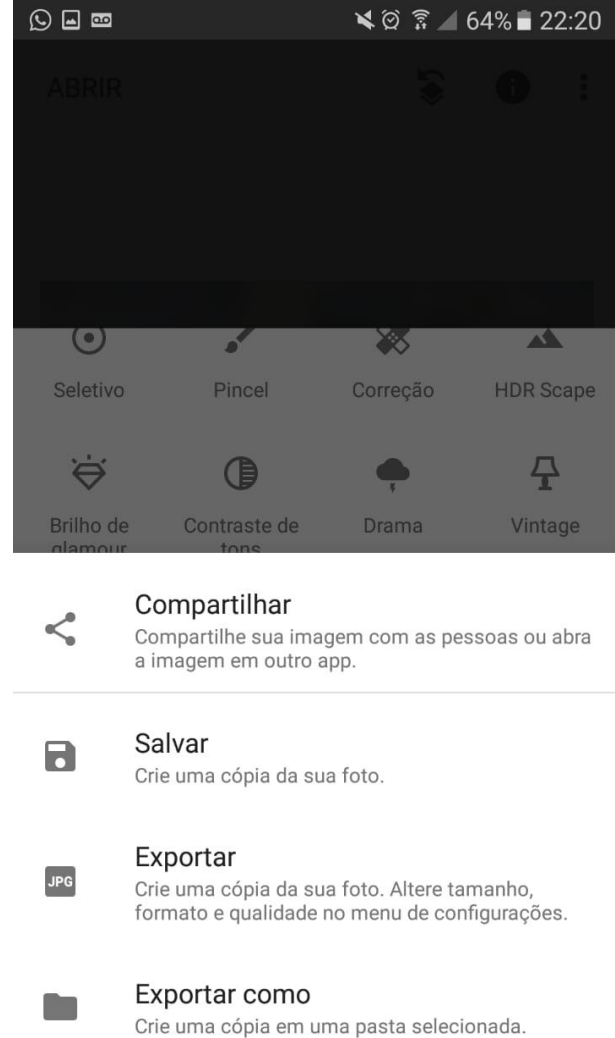 64% 22:20
ABRIR
Seletivo Pincel Correção HDR Scape
Brilho de Contraste de Drama Vintage
glamour tons
Compartilhar
Compartilhe sua imagem com as pessoas ou abra
a imagem em outro app.
Salvar
Crie uma cópia da sua foto.
JPG
Exportar
Crie uma cópia da sua foto. Altere tamanho,
formato e qualidade no menu de configurações.
Exportar como
Crie uma cópia em uma pasta selecionada.